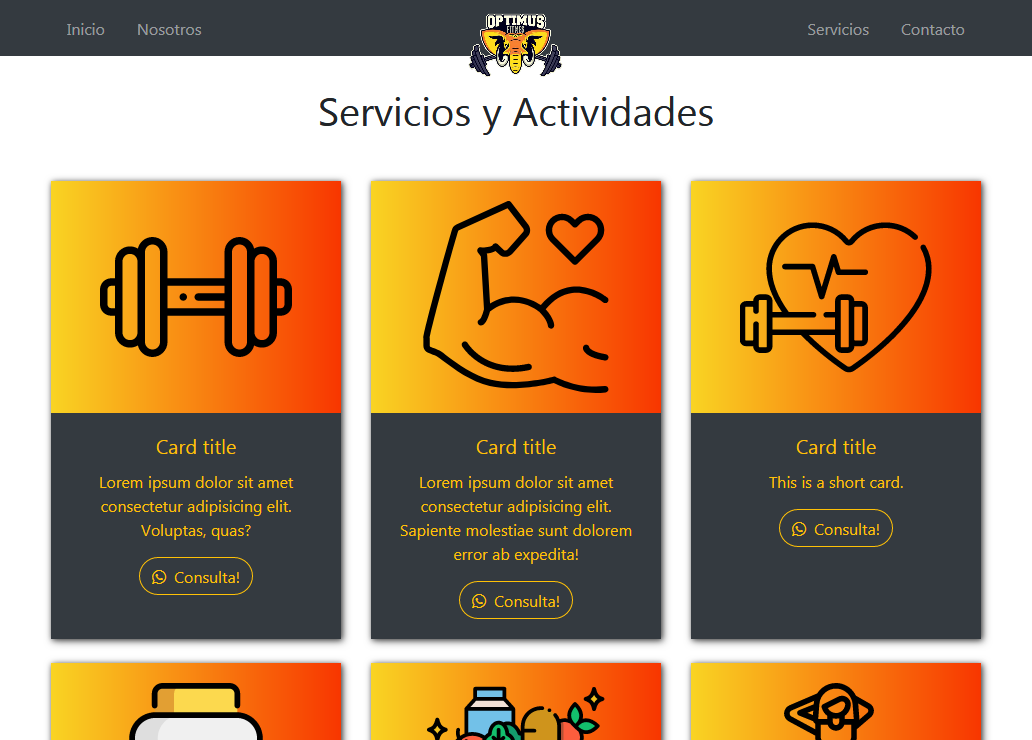 Inicio
Nosotros
OPTIMUS
FITNES
Servicios
Contacto
Servicios y Actividades
Card title
Lorem ipsum dolor sit amet
consectetur adipisicing elit.
Voluptas, quas?
Consulta!
Card title
Lorem ipsum dolor sit amet
consectetur adipisicing elit.
Sapiente molestiae sunt dolorem
error ab expedita!
Consulta!
Card title
This is a short card.
Consulta!